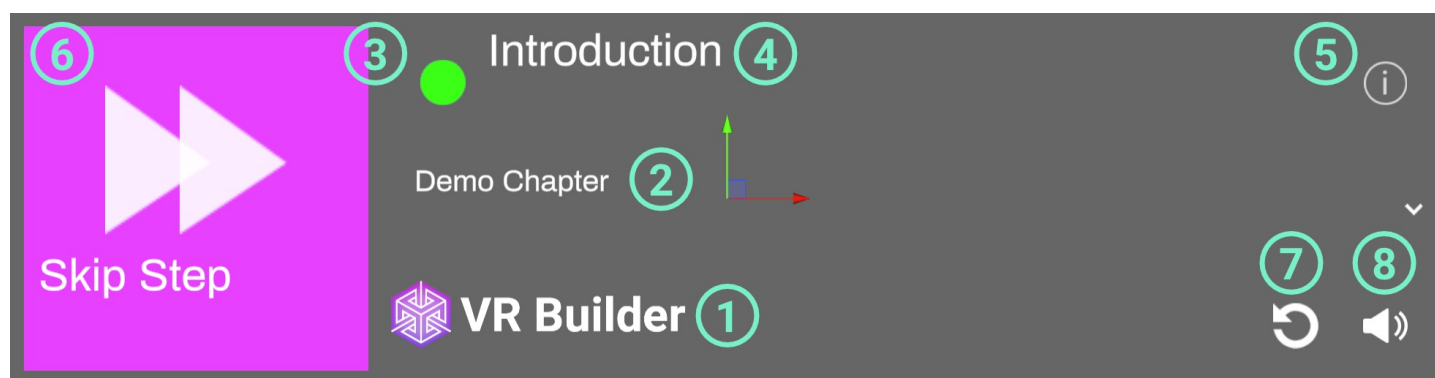 6
3
Introduction 4
5
i
Demo Chapter 2
Skip Step
7 8
VR Builder 1